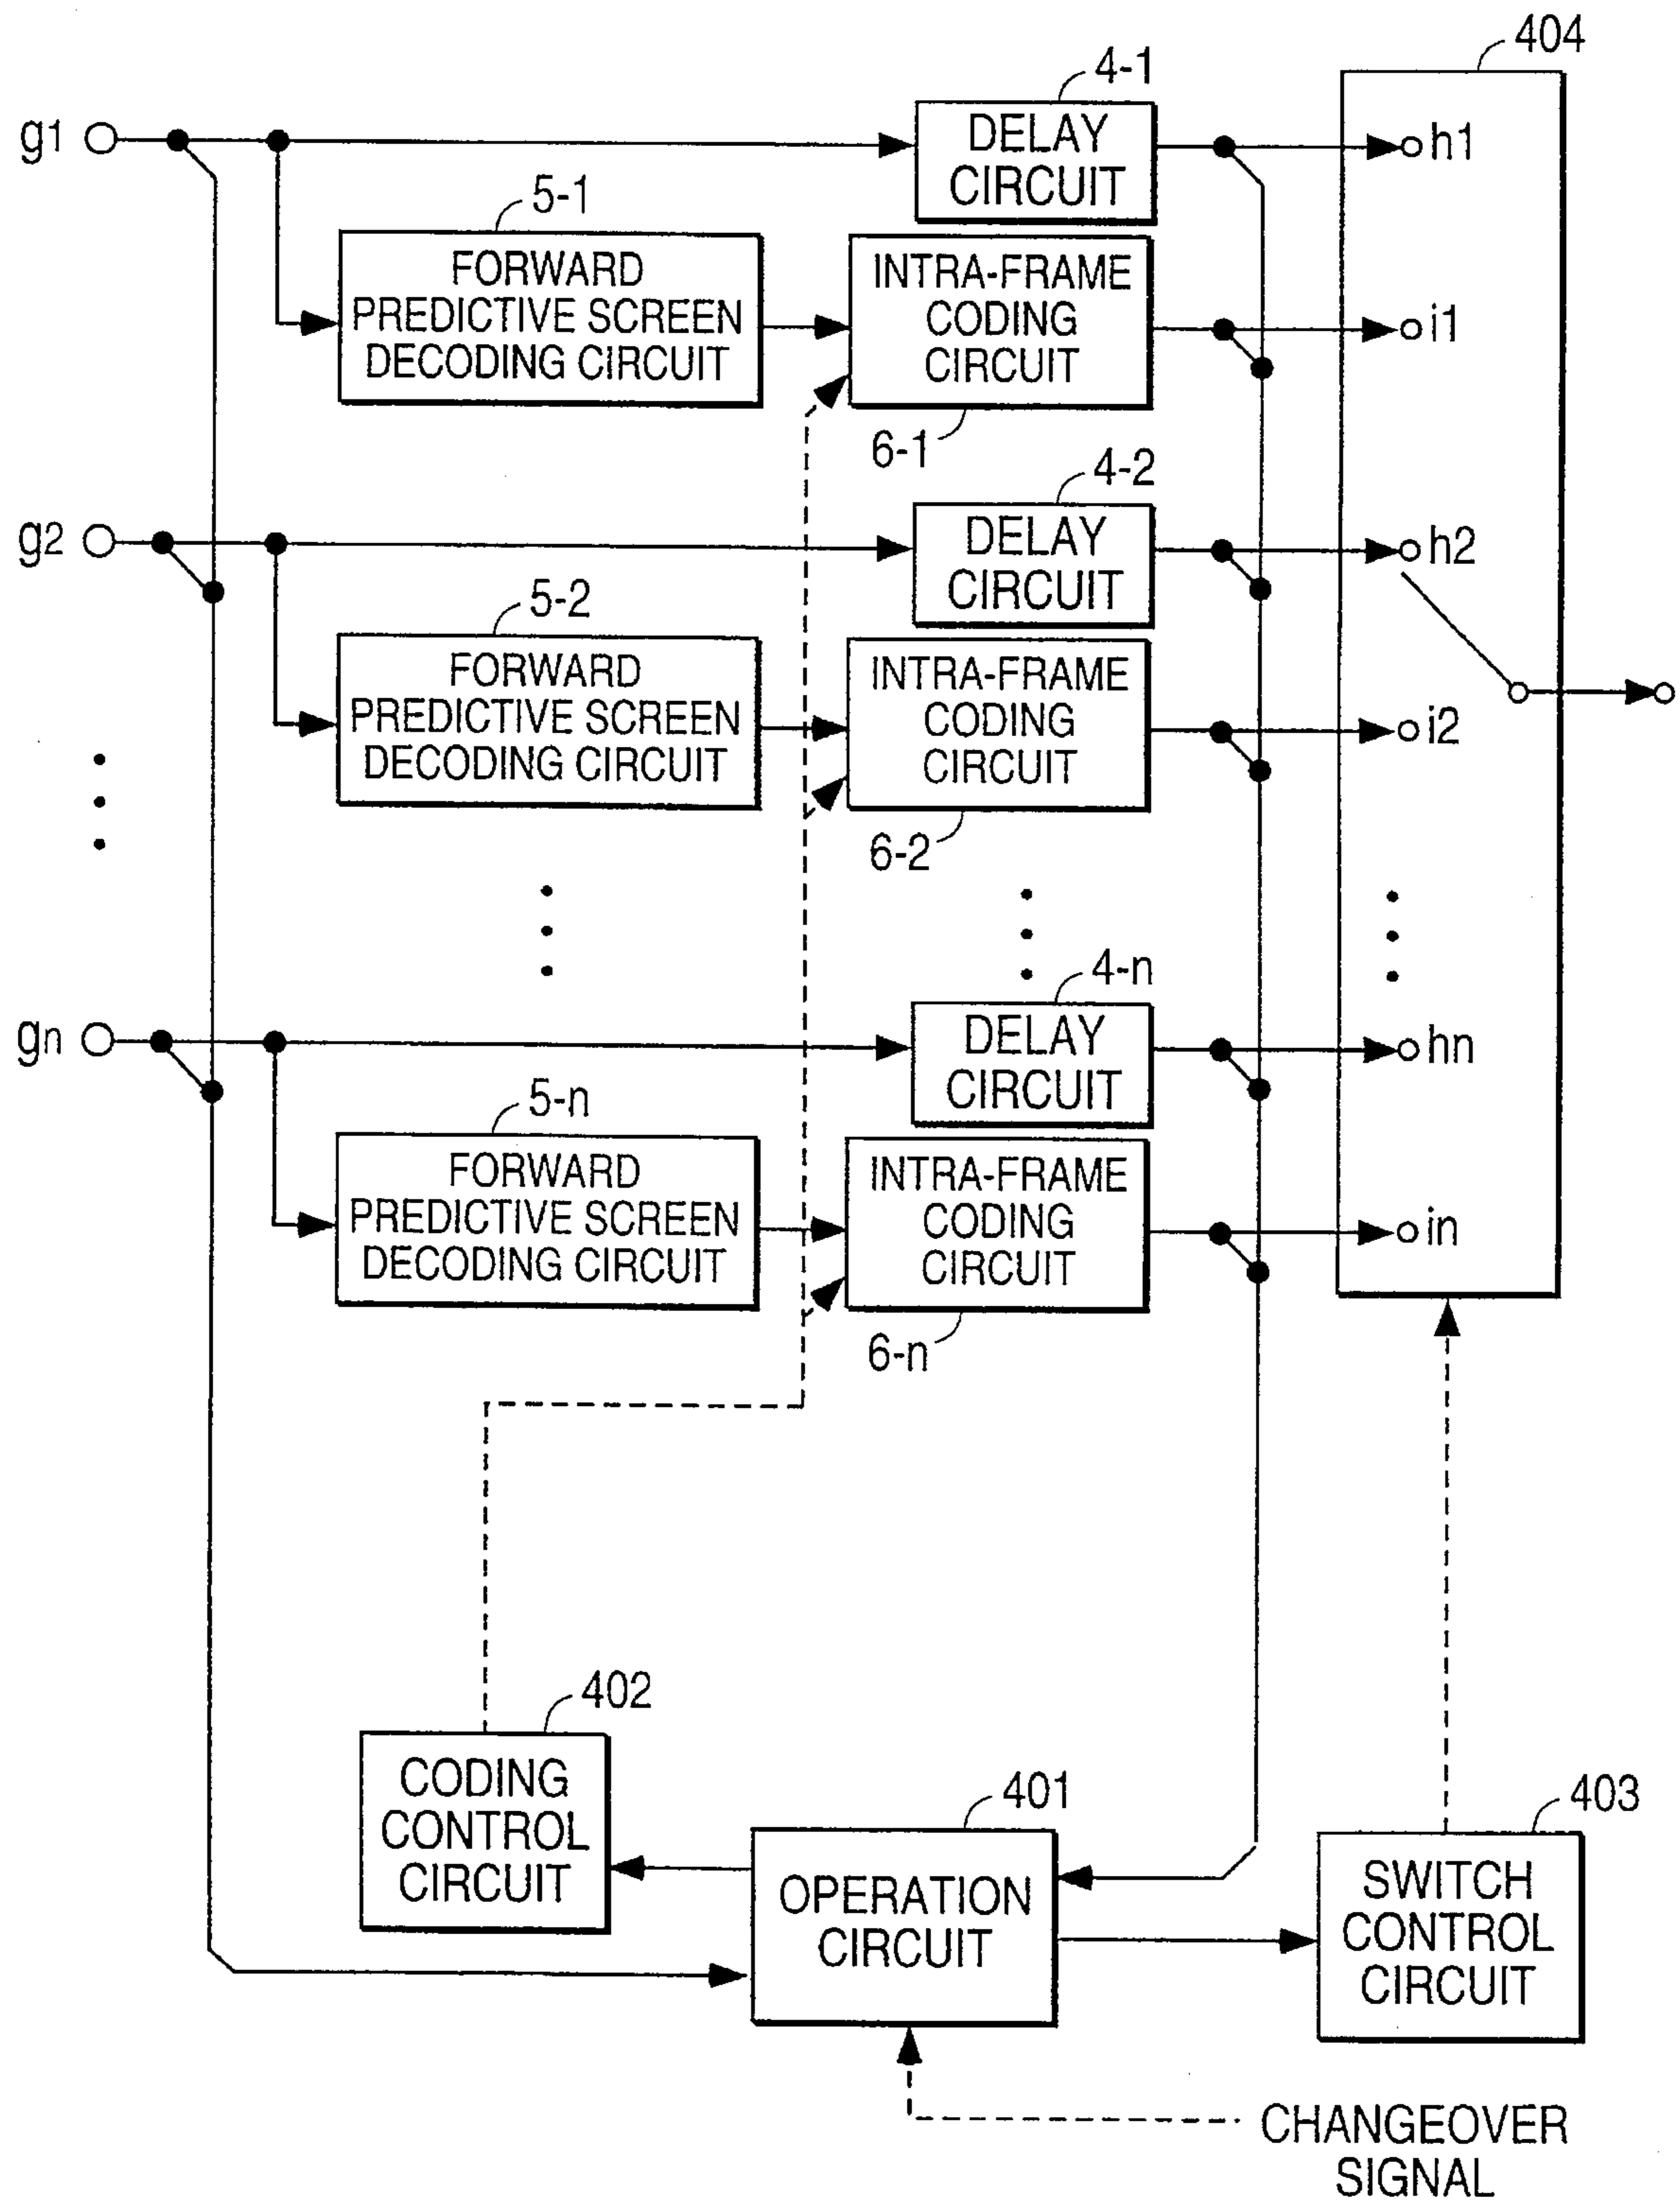 404
4-1
g1
DELAY
CIRCUIT
h1
5-1
FORWARD
PREDICTIVE SCREEN
DECODING CIRCUIT
INTRA-FRAME
CODING
CIRCUIT
i1
6-1
4-2
g2
DELAY
CIRCUIT
h2
5-2
FORWARD
PREDICTIVE SCREEN
DECODING CIRCUIT
INTRA-FRAME
CODING
CIRCUIT
i2
6-2
4-n
gn
DELAY
CIRCUIT
hn
5-n
FORWARD
PREDICTIVE SCREEN
DECODING CIRCUIT
INTRA-FRAME
CODING
CIRCUIT
in
6-n
402
CODING
CONTROL
CIRCUIT
401
OPERATION
CIRCUIT
403
SWITCH
CONTROL
CIRCUIT
CHANGEOVER
SIGNAL